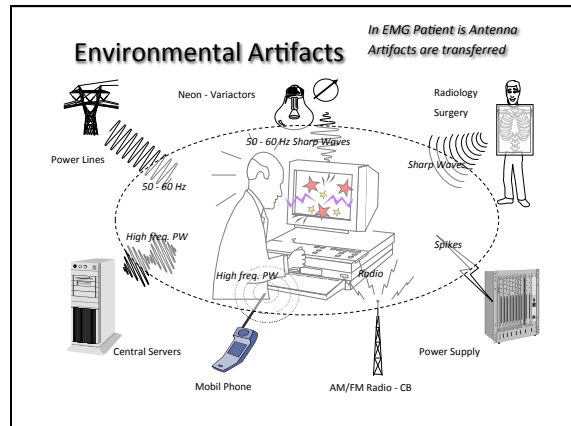 Environmental Artifacts
In EMG Patient is Antenna
Artifacts are transferred
Neon - Variactors
Radiology
Surgery
50 - 60 Hz Sharp Waves
Sharp Waves
Power Lines
50 - 60 Hz
High freq. PW
Spikes
High freq. PW
Radio
Central Servers
Power Supply
Mobil Phone
AM/FM Radio - CB